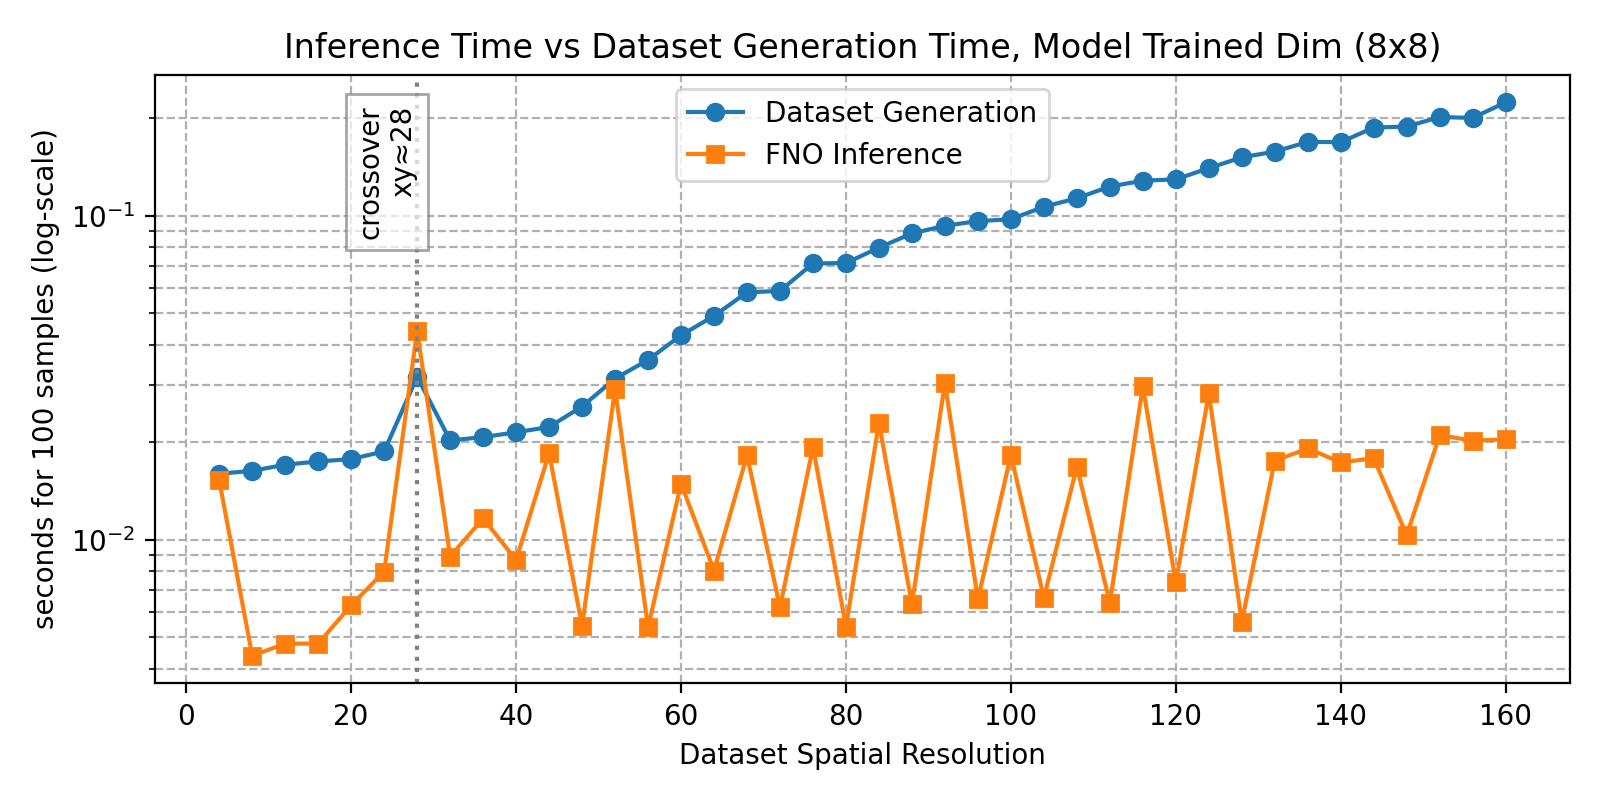 Inference Time vs Dataset Generation Time, Model Trained Dim (8x8)
seconds for 100 samples (log-scale)
10⁻¹
10⁻²
crossover
xy≈28
Dataset Generation
FNO Inference
0 20 40 60 80 100 120 140 160
Dataset Spatial Resolution